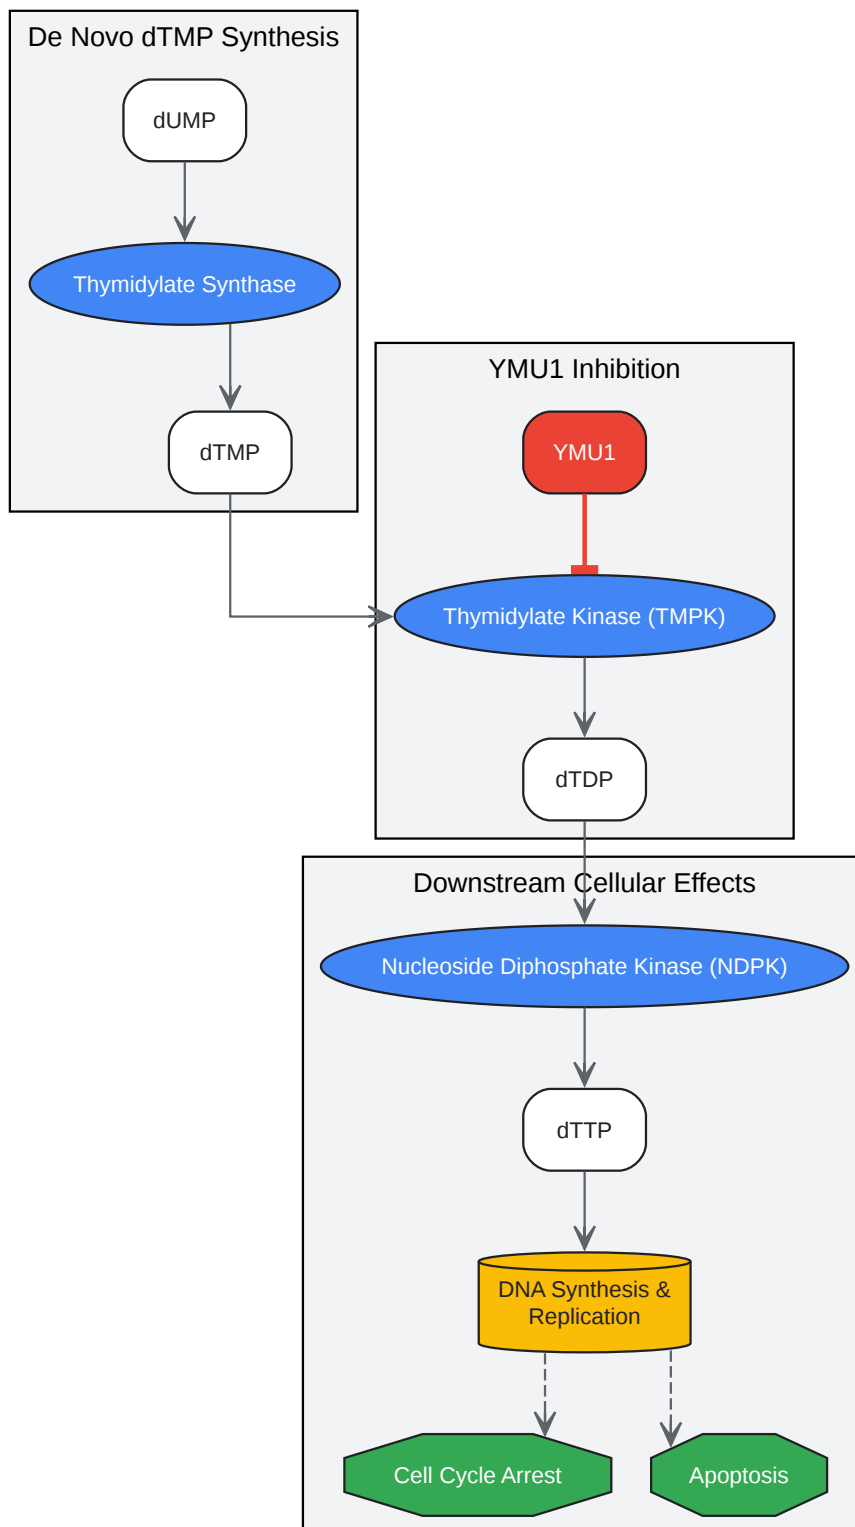 De Novo dTMP Synthesis
dUMP
Thymidylate Synthase
dTMP
YMU1 Inhibition
YMU1
Thymidylate Kinase (TMPK)
dTDP
Downstream Cellular Effects
Nucleoside Diphosphate Kinase (NDPK)
dTTP
DNA Synthesis &
Replication
Cell Cycle Arrest
Apoptosis